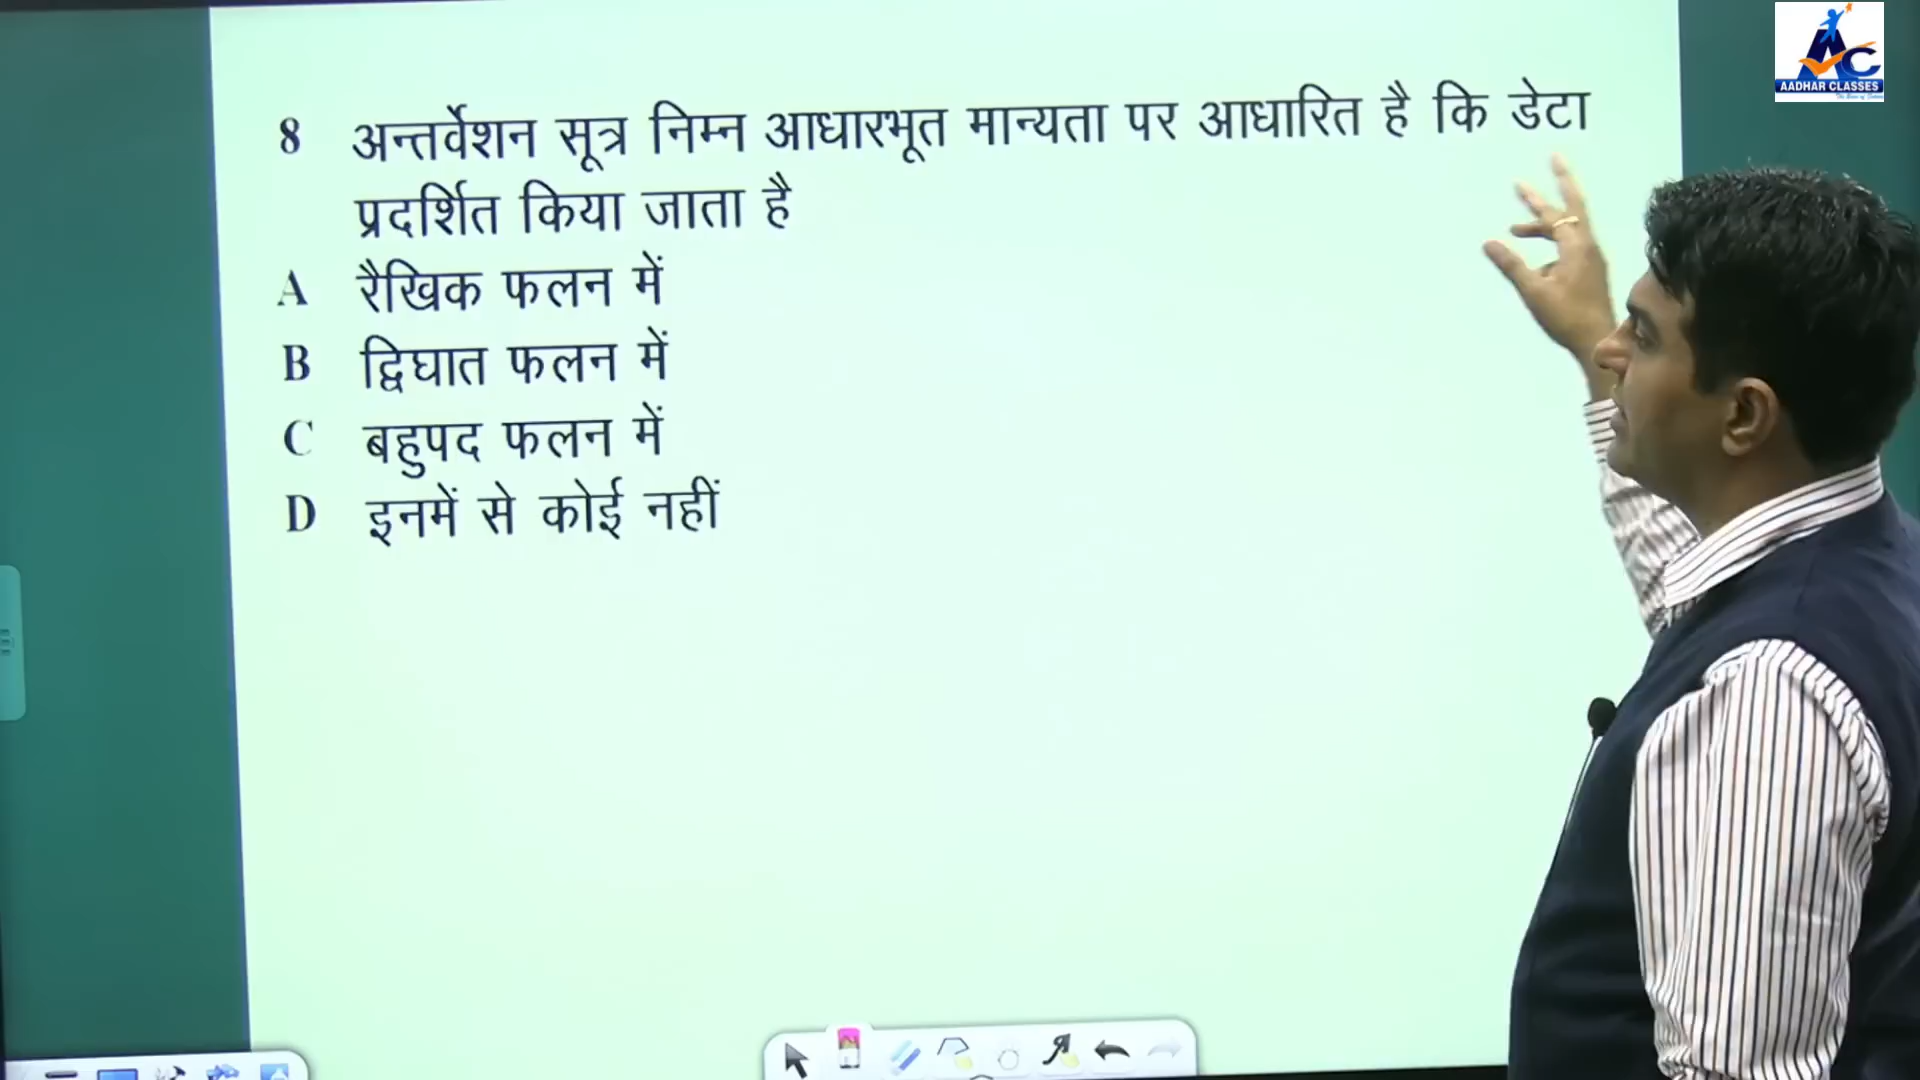 AADHAR CLASSES
8 अन्तर्वेशन सूत्र निम्न आधारभूत मान्यता पर आधारित है कि डेटा
प्रदर्शित किया जाता है
A रैखिक फलन में
B द्विघात फलन में
C बहुपद फलन में
D इनमें से कोई नहीं